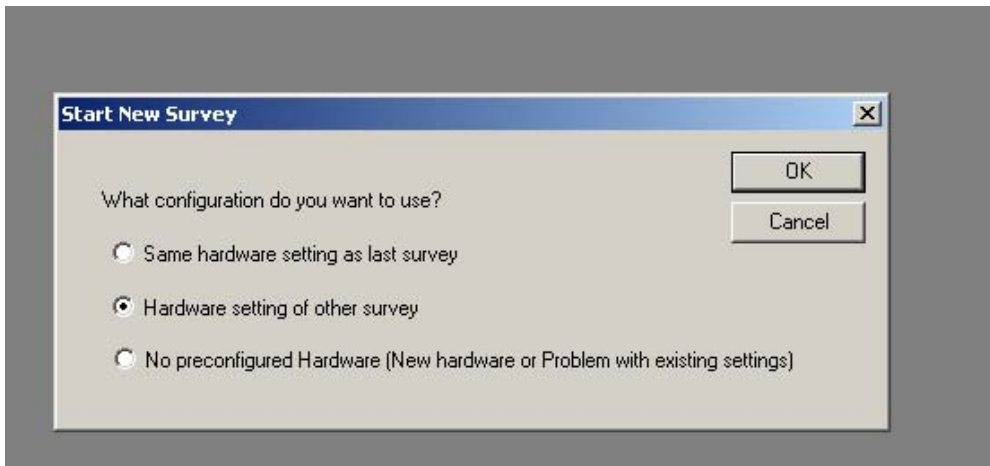 Start New Survey
OK
What configuration do you want to use?
Cancel
Same hardware setting as last survey
Hardware setting of other survey
No preconfigured Hardware (New hardware or Problem with existing settings)